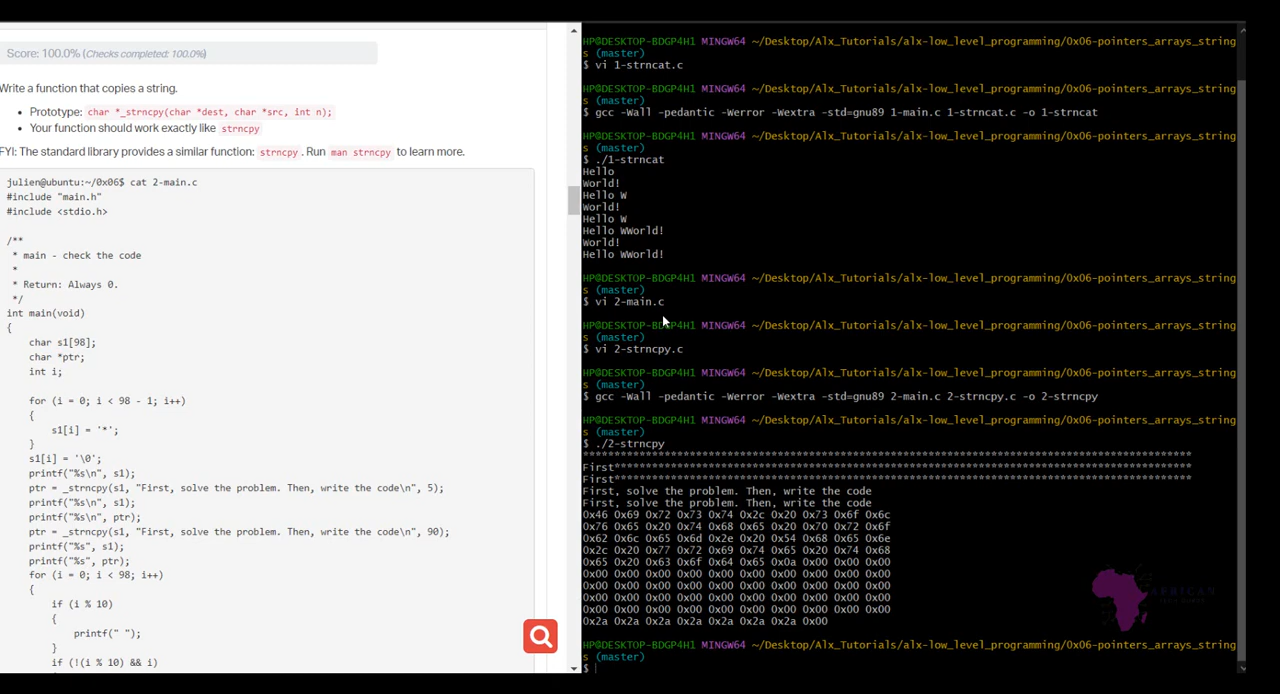 Score: 100.0% (Checks completed: 100.0%)
Write a function that copies a string.
Prototype: char *_strncpy(char *dest, char *src, int n);
Your function should work exactly like strncpy
FYI: The standard library provides a similar function: strncpy. Run man strncpy to learn more.
julien@ubuntu:~/0x06$ cat 2-main.c
#include "main.h"
#include <stdio.h>
/**
 * main - check the code
 *
 * Return: Always 0.
 */
int main(void)
{
    char s1[98];
    char *ptr;
    int i;
    for (i = 0; i < 98 - 1; i++)
    {
        s1[i] = '*';
    }
    s1[i] = '\0';
    printf("%s\n", s1);
    ptr = _strncpy(s1, "First, solve the problem. Then, write the code\n", 5);
    printf("%s\n", s1);
    printf("%s\n", ptr);
    ptr = _strncpy(s1, "First, solve the problem. Then, write the code\n", 90);
    printf("%s", s1);
    printf("%s", ptr);
    for (i = 0; i < 98; i++)
    {
        if (i % 10)
        {
            printf(" ");
        }
        if (!(i % 10) && i)
HP@DESKTOP-BDGP4H1 MINGW64 ~/Desktop/Alx_Tutorials/alx-low_level_programming/0x06-pointers_arrays_string
s (master)
$ vi 1-strncat.c
HP@DESKTOP-BDGP4H1 MINGW64 ~/Desktop/Alx_Tutorials/alx-low_level_programming/0x06-pointers_arrays_string
s (master)
$ gcc -Wall -pedantic -Werror -Wextra -std=gnu89 1-main.c 1-strncat.c -o 1-strncat
HP@DESKTOP-BDGP4H1 MINGW64 ~/Desktop/Alx_Tutorials/alx-low_level_programming/0x06-pointers_arrays_string
s (master)
$ ./1-strncat
Hello
World!
Hello W
World!
Hello W
Hello WWorld!
World!
Hello WWorld!
HP@DESKTOP-BDGP4H1 MINGW64 ~/Desktop/Alx_Tutorials/alx-low_level_programming/0x06-pointers_arrays_string
s (master)
$ vi 2-main.c
HP@DESKTOP-BDGP4H1 MINGW64 ~/Desktop/Alx_Tutorials/alx-low_level_programming/0x06-pointers_arrays_string
s (master)
$ vi 2-strncpy.c
HP@DESKTOP-BDGP4H1 MINGW64 ~/Desktop/Alx_Tutorials/alx-low_level_programming/0x06-pointers_arrays_string
s (master)
$ gcc -Wall -pedantic -Werror -Wextra -std=gnu89 2-main.c 2-strncpy.c -o 2-strncpy
HP@DESKTOP-BDGP4H1 MINGW64 ~/Desktop/Alx_Tutorials/alx-low_level_programming/0x06-pointers_arrays_string
s (master)
$ ./2-strncpy
*************************************************************************************************
First********************************************************************************************
First********************************************************************************************
First, solve the problem. Then, write the code
First, solve the problem. Then, write the code
0x46 0x69 0x72 0x73 0x74 0x2c 0x20 0x73 0x6f 0x6c
0x76 0x65 0x20 0x74 0x68 0x65 0x20 0x70 0x72 0x6f
0x62 0x6c 0x65 0x6d 0x2e 0x20 0x54 0x68 0x65 0x6e
0x2c 0x20 0x77 0x72 0x69 0x74 0x65 0x20 0x74 0x68
0x65 0x20 0x63 0x6f 0x64 0x65 0x0a 0x00 0x00 0x00
0x00 0x00 0x00 0x00 0x00 0x00 0x00 0x00 0x00 0x00
0x00 0x00 0x00 0x00 0x00 0x00 0x00 0x00 0x00 0x00
0x00 0x00 0x00 0x00 0x00 0x00 0x00 0x00 0x00 0x00
0x00 0x00 0x00 0x00 0x00 0x00 0x00 0x00 0x00 0x00
0x2a 0x2a 0x2a 0x2a 0x2a 0x2a 0x2a 0x00
HP@DESKTOP-BDGP4H1 MINGW64 ~/Desktop/Alx_Tutorials/alx-low_level_programming/0x06-pointers_arrays_string
s (master)
$